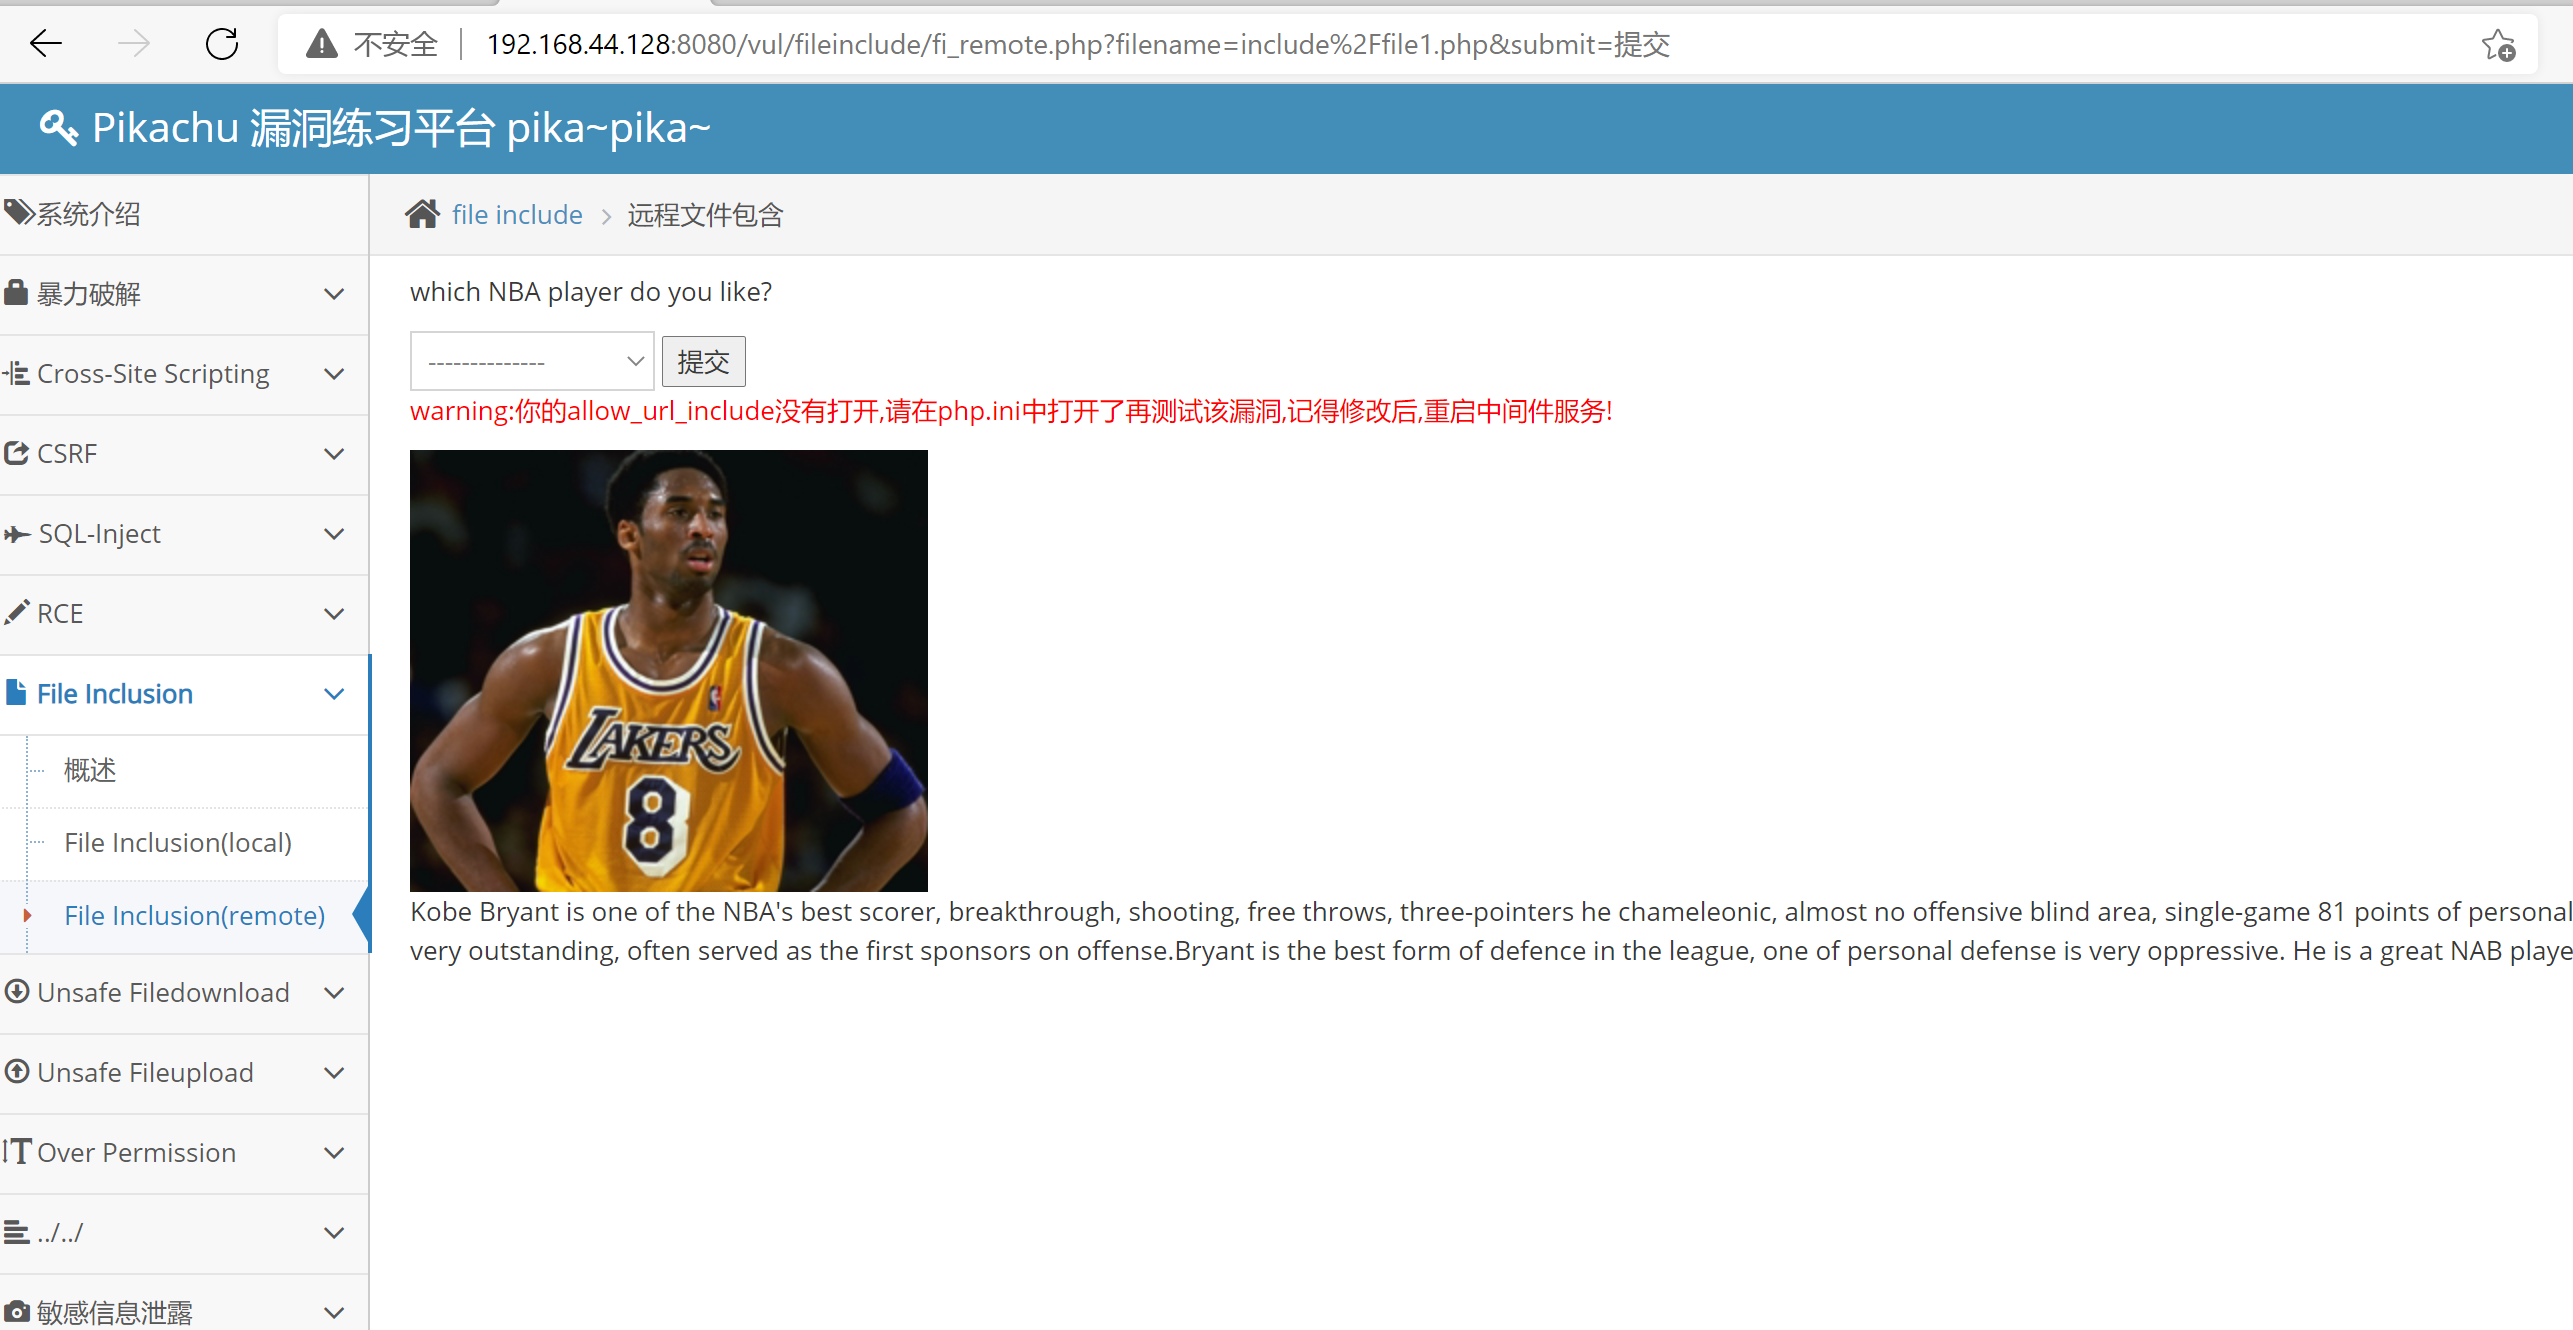 不安全 192.168.44.128:8080/vul/fileinclude/fi_remote.php?filename=include%2Ffile1.php&submit=提交
Pikachu 漏洞练习平台 pika~pika~
系统介绍
暴力破解
Cross-Site Scripting
CSRF
SQL-Inject
RCE
File Inclusion
概述
File Inclusion(local)
File Inclusion(remote)
Unsafe Filedownload
Unsafe Fileupload
Over Permission
../../
敏感信息泄露
file include > 远程文件包含
which NBA player do you like?
-------------- 提交
warning:你的allow_url_include没有打开,请在php.ini中打开了再测试该漏洞,记得修改后,重启中间件服务!
LAKERS
8
Kobe Bryant is one of the NBA's best scorer, breakthrough, shooting, free throws, three-pointers he chameleonic, almost no offensive blind area, single-game 81 points of personal
very outstanding, often served as the first sponsors on offense.Bryant is the best form of defence in the league, one of personal defense is very oppressive. He is a great NAB playe